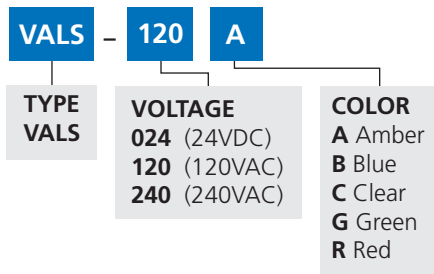 VALS – 120 A
TYPE
VALS
VOLTAGE
024 (24VDC)
120 (120VAC)
240 (240VAC)
COLOR
A Amber
B Blue
C Clear
G Green
R Red